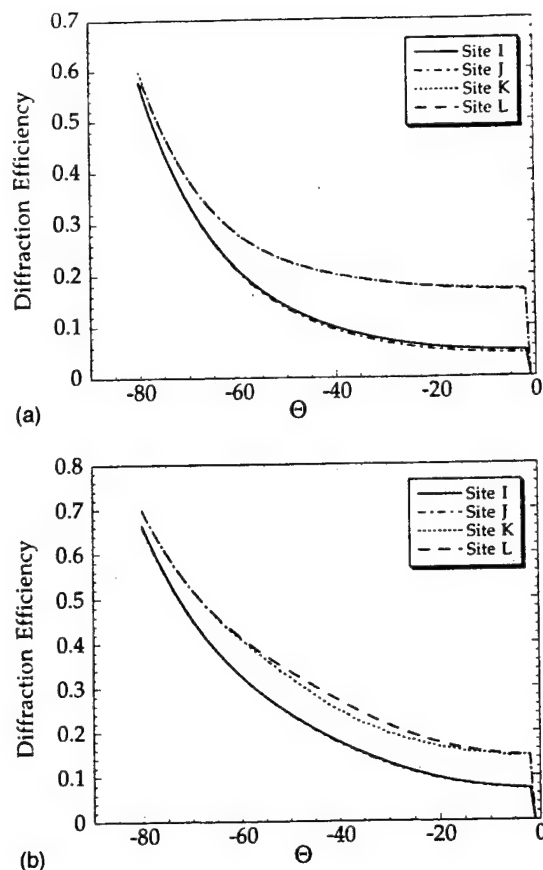 0.7
0.6
0.5
0.4
0.3
0.2
0.1
0
Diffraction Efficiency
Site I
Site J
Site K
Site L
-80 -60 -40 -20 0
Θ
(a)
0.8
0.7
0.6
0.5
0.4
0.3
0.2
0.1
0
Diffraction Efficiency
Site I
Site J
Site K
Site L
-80 -60 -40 -20 0
Θ
(b)